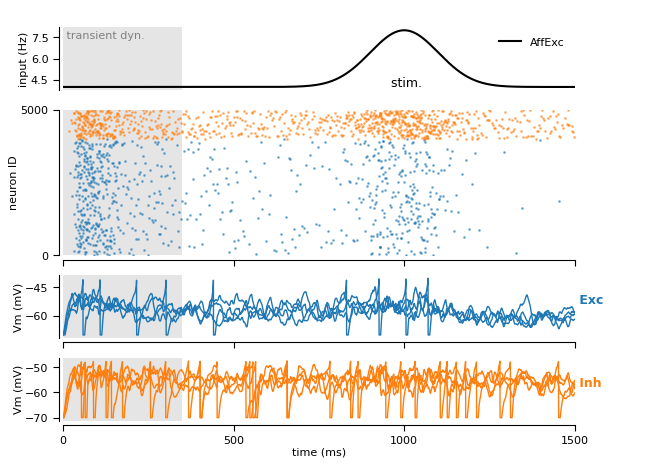 transient dyn.
AffExc
stim.
input (Hz)
7.5
6.0
4.5
neuron ID
5000
0
Vm (mV)
−45
−60
Exc
Vm (mV)
−50
−60
−70
Inh
0
500
1000
1500
time (ms)